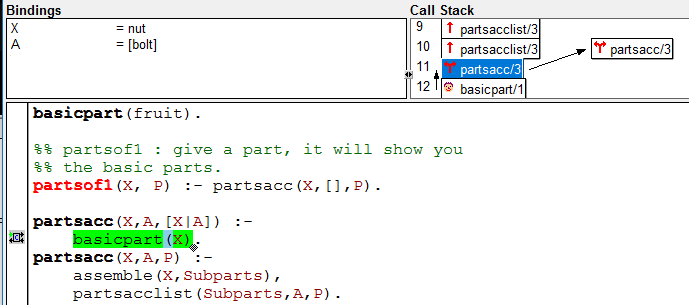 Bindings
X = nut
A = [bolt]
Call Stack
9 partsacclist/3
10 partsacclist/3
11 partsacc/3
partsacc/3
12 basicpart/1
basicpart(fruit).
%% partsof1 : give a part, it will show you
%% the basic parts.
partsof1(X, P) :- partsacc(X,[],P).
partsacc(X,A,[X|A]) :-
basicpart(X).
partsacc(X,A,P) :-
assemble(X,Subparts),
partsacclist(Subparts,A,P).